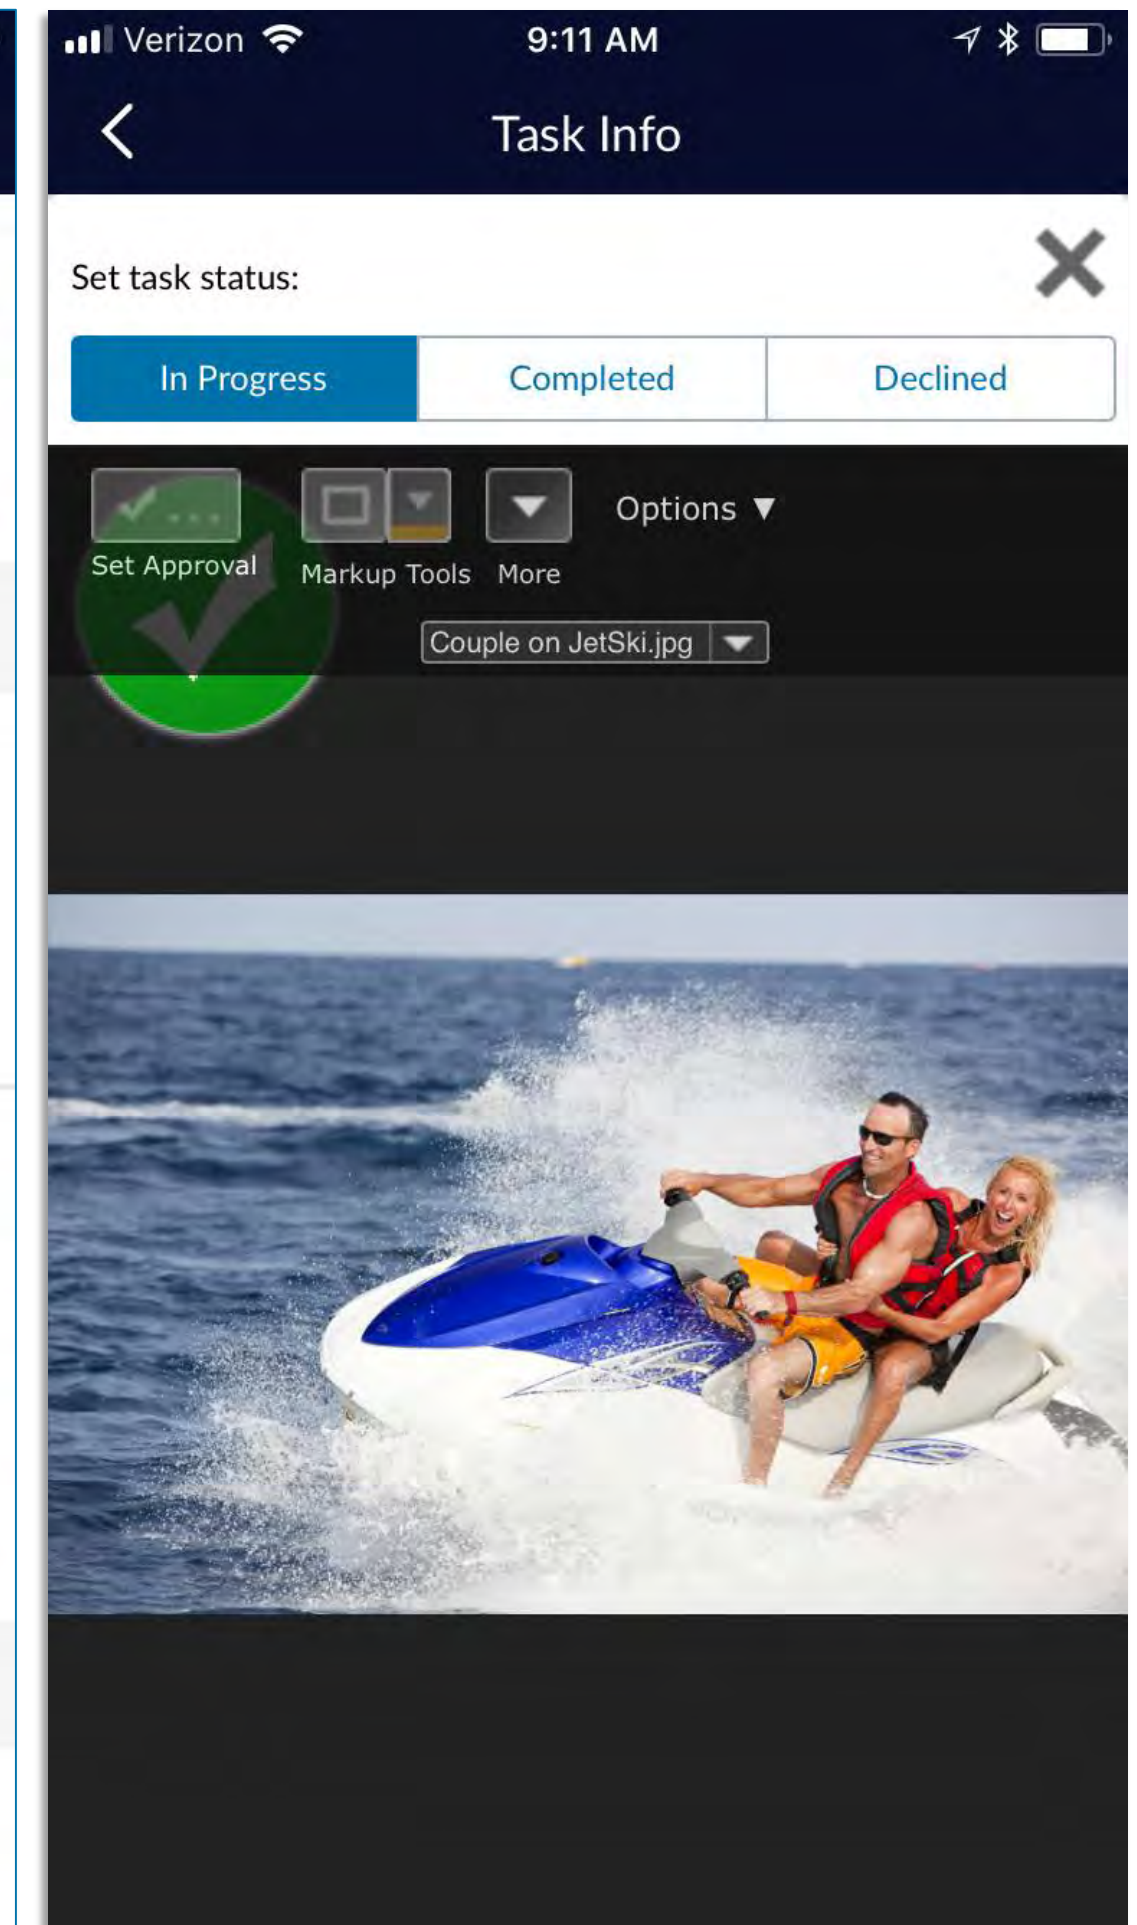 Verizon 9:11 AM
Task Info
Set task status:
In Progress Completed Declined
Options ▼
Set Approval Markup Tools More
Couple on JetSki.jpg